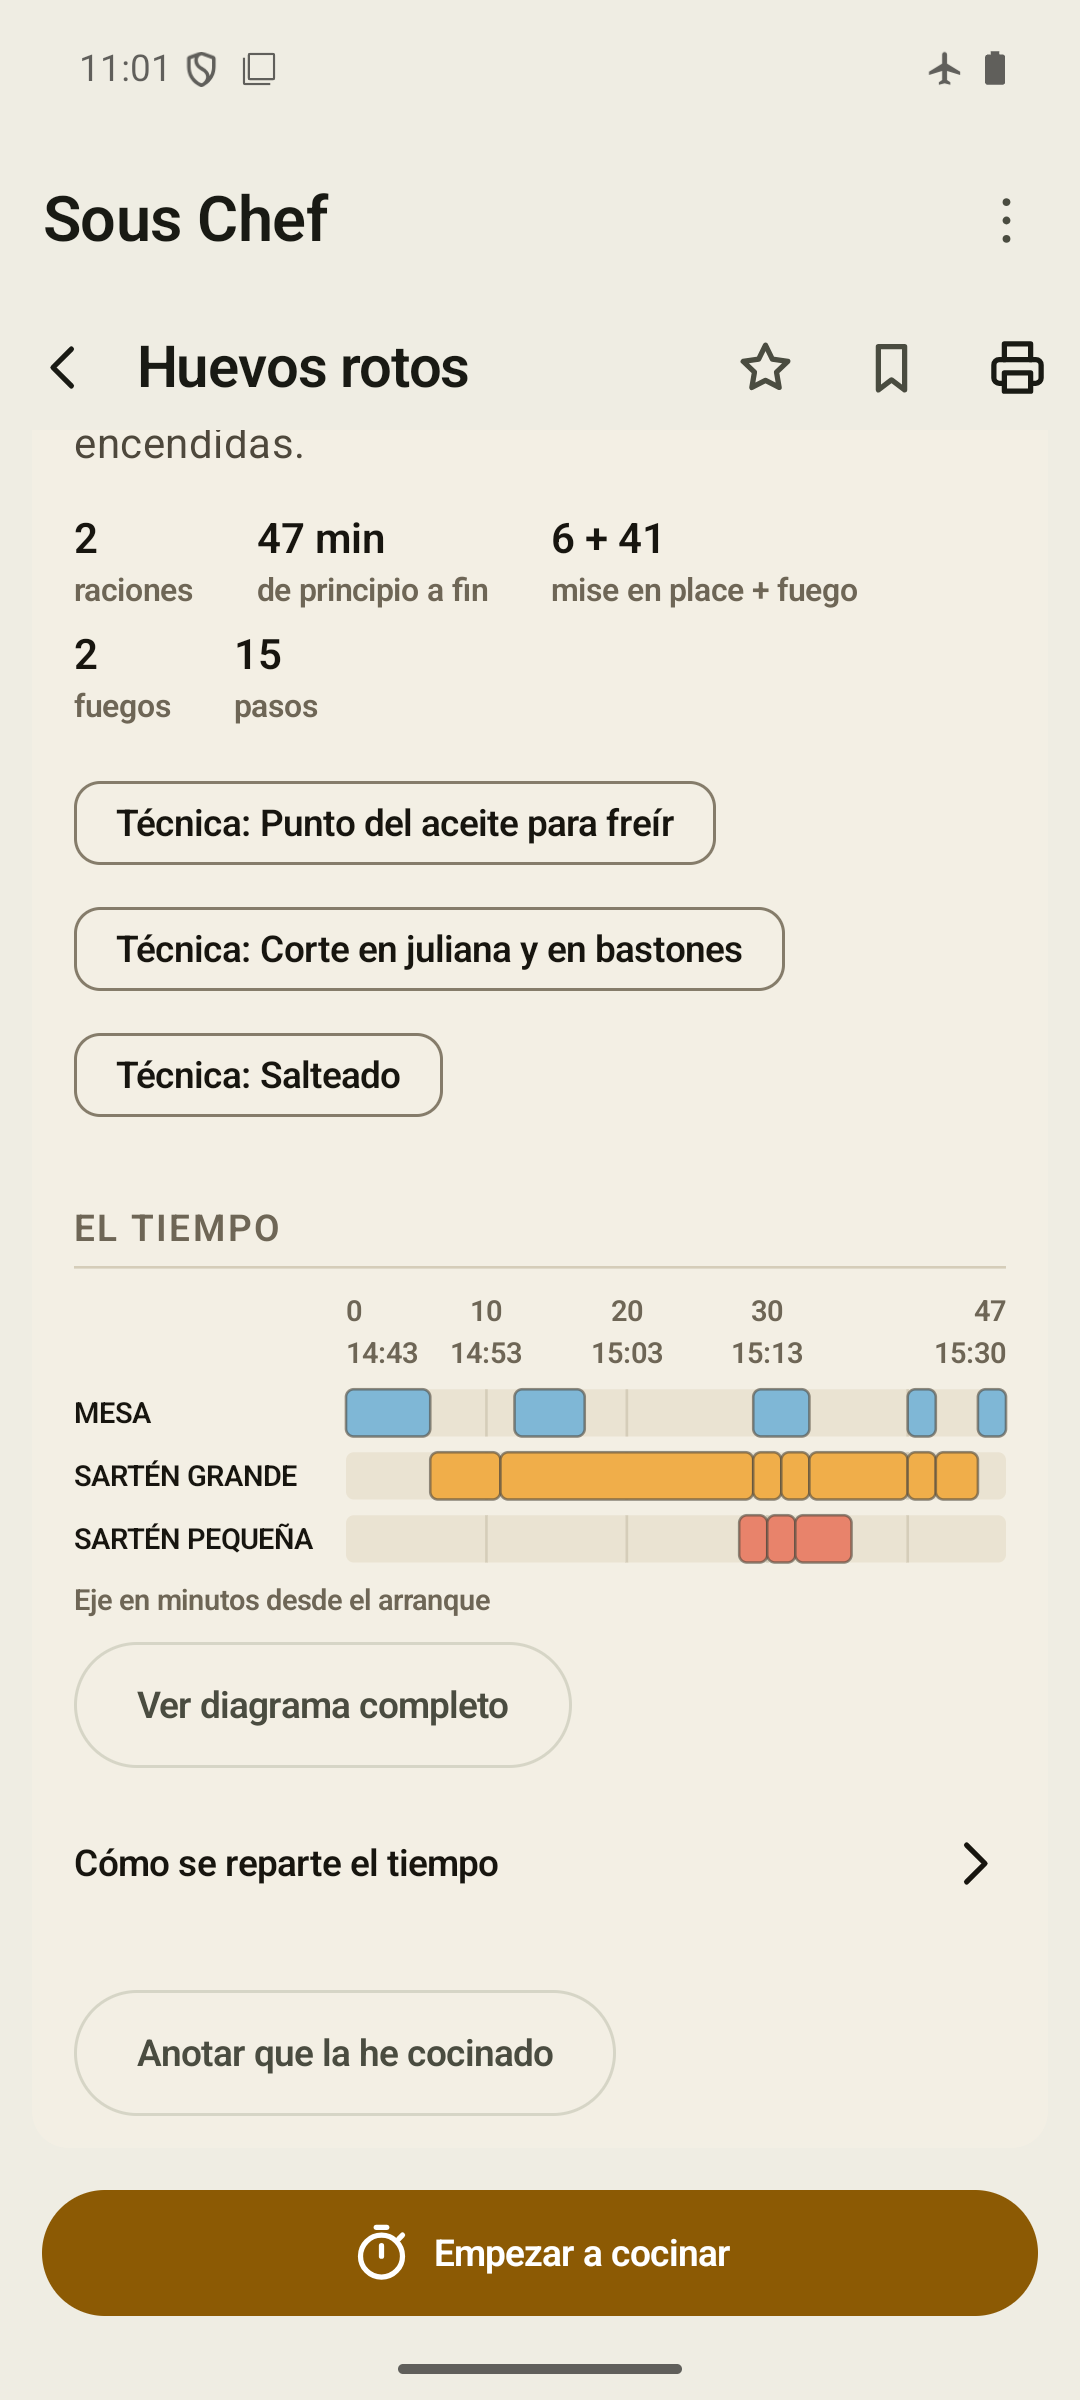 11:01
Sous Chef
Huevos rotos
encendidas.
2 47 min 6 + 41
raciones de principio a fin mise en place + fuego
2 15
fuegos pasos
Técnica: Punto del aceite para freír
Técnica: Corte en juliana y en bastones
Técnica: Salteado
EL TIEMPO
0 10 20 30 47
14:43 14:53 15:03 15:13 15:30
MESA
SARTÉN GRANDE
SARTÉN PEQUEÑA
Eje en minutos desde el arranque
Ver diagrama completo
Cómo se reparte el tiempo
Anotar que la he cocinado
Empezar a cocinar